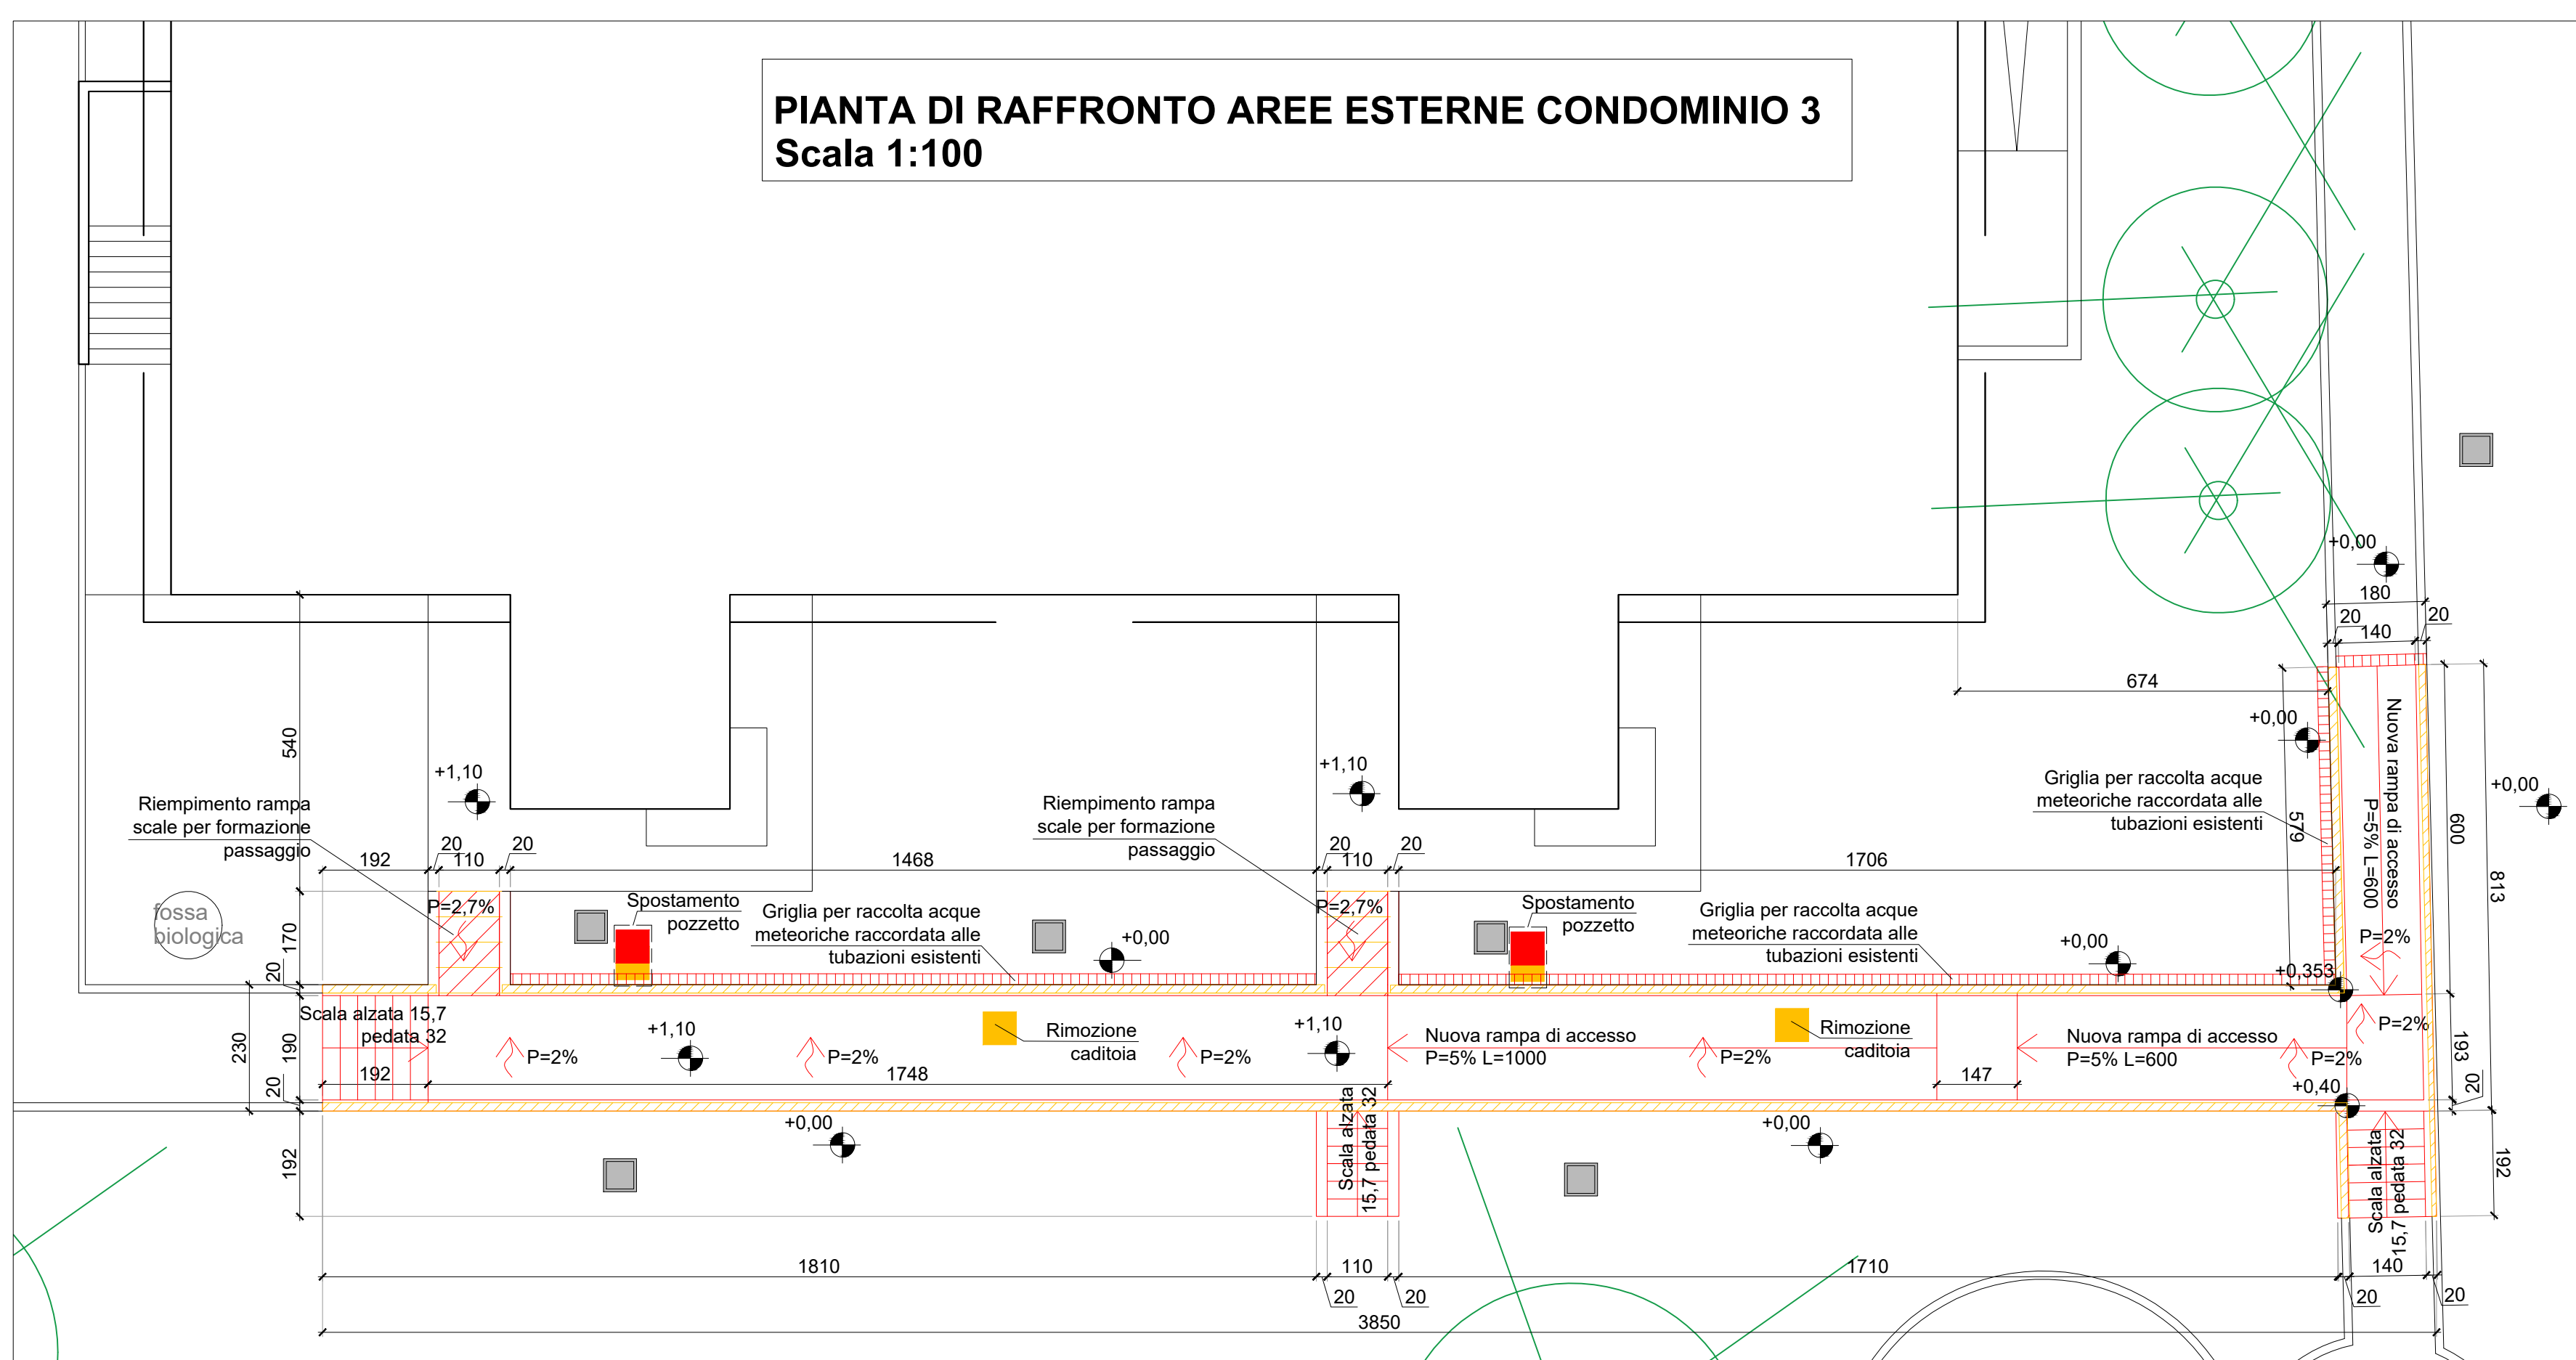 PIANTA DI RAFFRONTO AREE ESTERNE CONDOMINIO 3
Scala 1:100
+0,00
180
20
20
140
674
+0,00
+0,00
540
+1,10
+1,10
Riempimento rampa
scale per formazione
passaggio
Riempimento rampa
scale per formazione
passaggio
Griglia per raccolta acque
meteoriche raccordata alle
tubazioni esistenti
579
Nuova rampa di accesso
P=5% L=600
600
813
192
20
110
20
1468
20
110
20
1706
fossa
biologica
P=2,7%
Spostamento
pozzetto
Griglia per raccolta acque
meteoriche raccordata alle
tubazioni esistenti
+0,00
P=2,7%
Spostamento
pozzetto
Griglia per raccolta acque
meteoriche raccordata alle
tubazioni esistenti
+0,00
P=2%
+0,353
170
20
230
190
20
Scala alzata 15,7
pedata 32
+1,10
Rimozione
caditoia
+1,10
Nuova rampa di accesso
P=5% L=1000
Rimozione
caditoia
Nuova rampa di accesso
P=5% L=600
P=2%
P=2%
P=2%
P=2%
P=2%
P=2%
193
20
192
1748
147
+0,40
+0,00
+0,00
192
Scala alzata
15,7 pedata 32
Scala alzata
15,7 pedata 32
192
1810
110
1710
140
20
20
20
20
3850